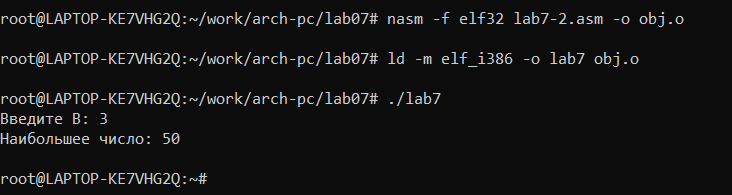 root@LAPTOP-KE7VHG2Q:~/work/arch-pc/lab07# nasm -f elf32 lab7-2.asm -o obj.o
root@LAPTOP-KE7VHG2Q:~/work/arch-pc/lab07# ld -m elf_i386 -o lab7 obj.o
root@LAPTOP-KE7VHG2Q:~/work/arch-pc/lab07# ./lab7
Введите В: 3
Наибольшее число: 50
root@LAPTOP-KE7VHG2Q:~#